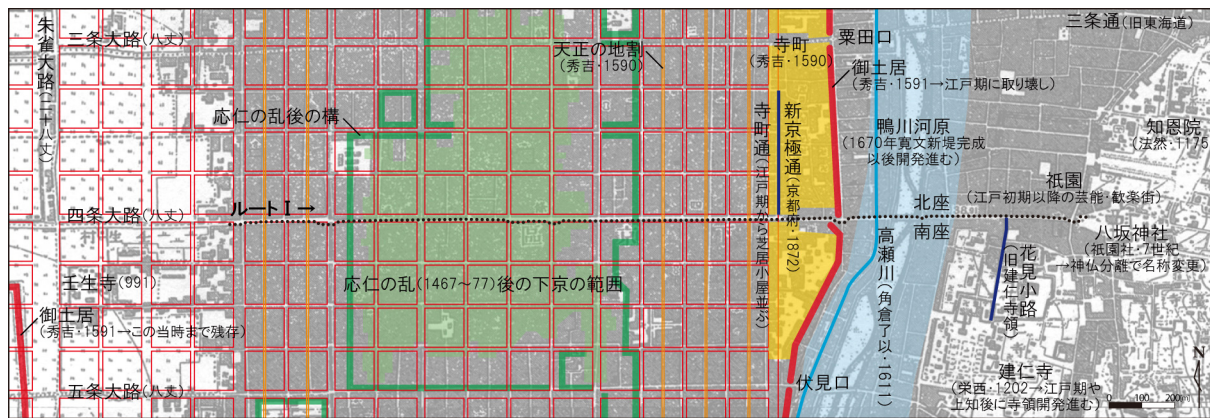 朱雀大路(二十八丈)
三条大路(八丈)
天正の地割
(秀吉・1590)
寺町
(秀吉・1590)
粟田口
三条通(旧東海道)
御土居
(秀吉・1591→江戸期に取り壊し)
応仁の乱後の構
寺町通(江戸期から芝居小屋並ぶ)
新京極通(京都府・1872)
鴨川河原
(1670年寛文新堤完成
以後開発進む)
知恩院
(法然・1175)
祇園
(江戸初期以降の芸能・歓楽街)
四条大路(八丈)
ルートⅠ→
北座
南座
八坂神社
(祇園社・7世紀
→神仏分離で名称変更)
壬生
壬生寺(991)
応仁の乱(1467～77)後の下京の範囲
高瀬川(角倉了以・1611)
花見小路
(旧建仁寺領)
御土居
(秀吉・1591→この当時まで残存)
五条大路(八丈)
伏見口
建仁寺
(栄西・1202→江戸期や
上知後に寺領開発進む)
N
0 100 200m